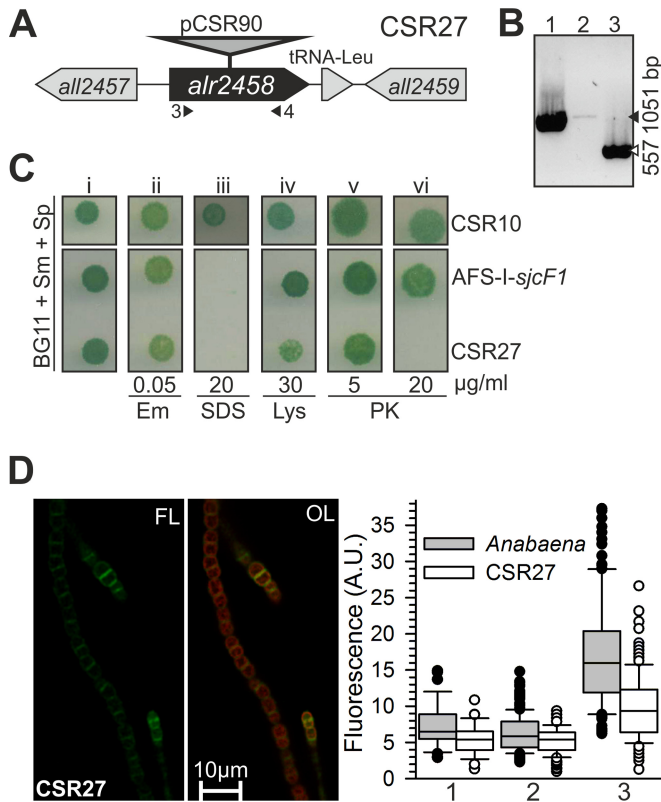 A
pCSR90
CSR27
tRNA-Leu
all2457
alr2458
all2459
3
4
B
1 2 3
1051 bp
557
C
i ii iii iv v vi
BG11 + Sm + Sp
CSR10
AFS-I-sjcF1
CSR27
0.05 20 30 5 20 µg/ml
Em SDS Lys PK
D
FL
OL
CSR27
10µm
Fluorescence (A.U.)
35
30
25
20
15
10
5
0
Anabaena
CSR27
1 2 3